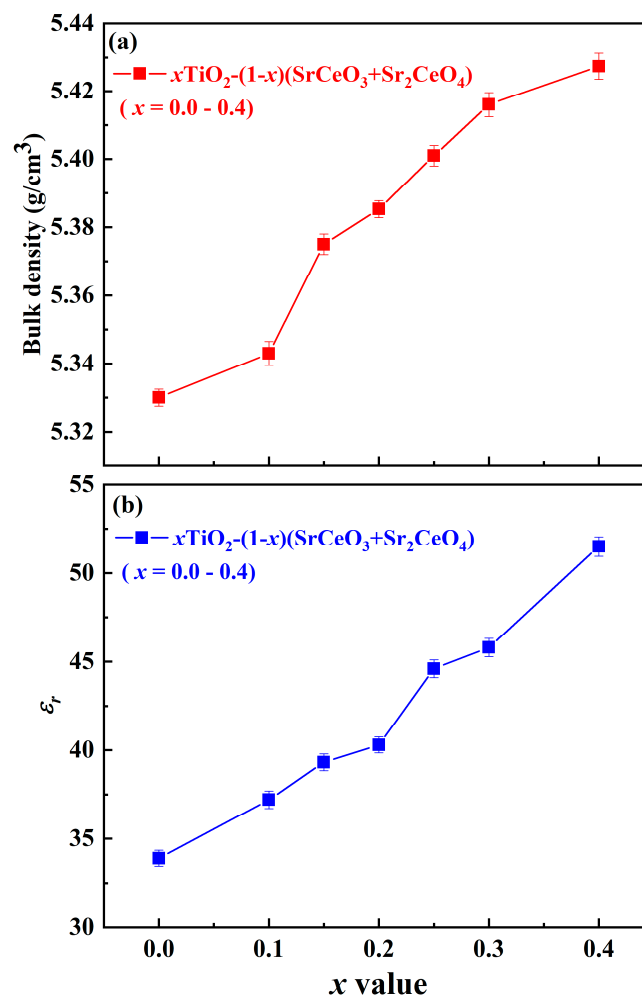 (a)
xTiO₂-(1-x)(SrCeO₃+Sr₂CeO₄)
( x = 0.0 - 0.4)
Bulk density (g/cm³)
5.44
5.42
5.40
5.38
5.36
5.34
5.32
(b)
xTiO₂-(1-x)(SrCeO₃+Sr₂CeO₄)
( x = 0.0 - 0.4)
εᵣ
55
50
45
40
35
30
0.0 0.1 0.2 0.3 0.4
x value